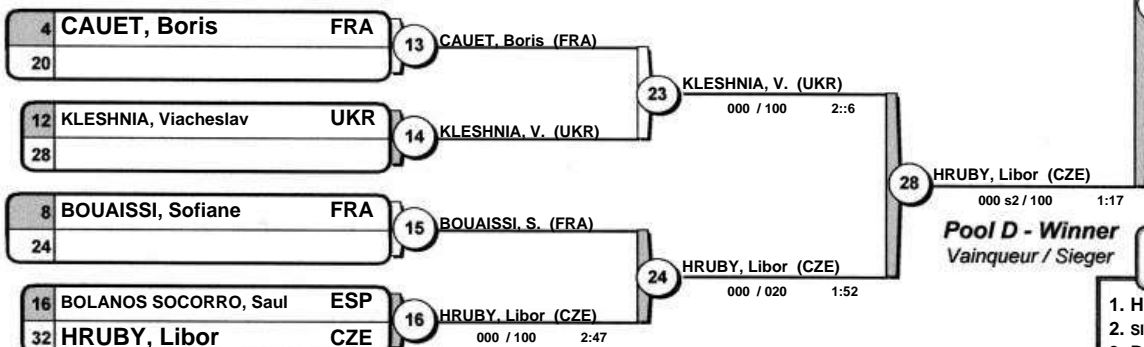 4 CAUET, Boris FRA
20
13 CAUET, Boris (FRA)
12 KLESHNIA, Viacheslav UKR
28
14 KLESHNIA, V. (UKR)
23 KLESHNIA, V. (UKR)
000 / 100 2::6
8 BOUAISSI, Sofiane FRA
24
15 BOUAISSI, S. (FRA)
16 BOLANOS SOCORRO, Saul ESP
32 HRUBY, Libor CZE
16 HRUBY, Libor (CZE)
000 / 100 2:47
24 HRUBY, Libor (CZE)
000 / 020 1:52
28 HRUBY, Libor (CZE)
000 s2 / 100 1:17
Pool D - Winner
Vainqueur / Sieger
1. H
2.